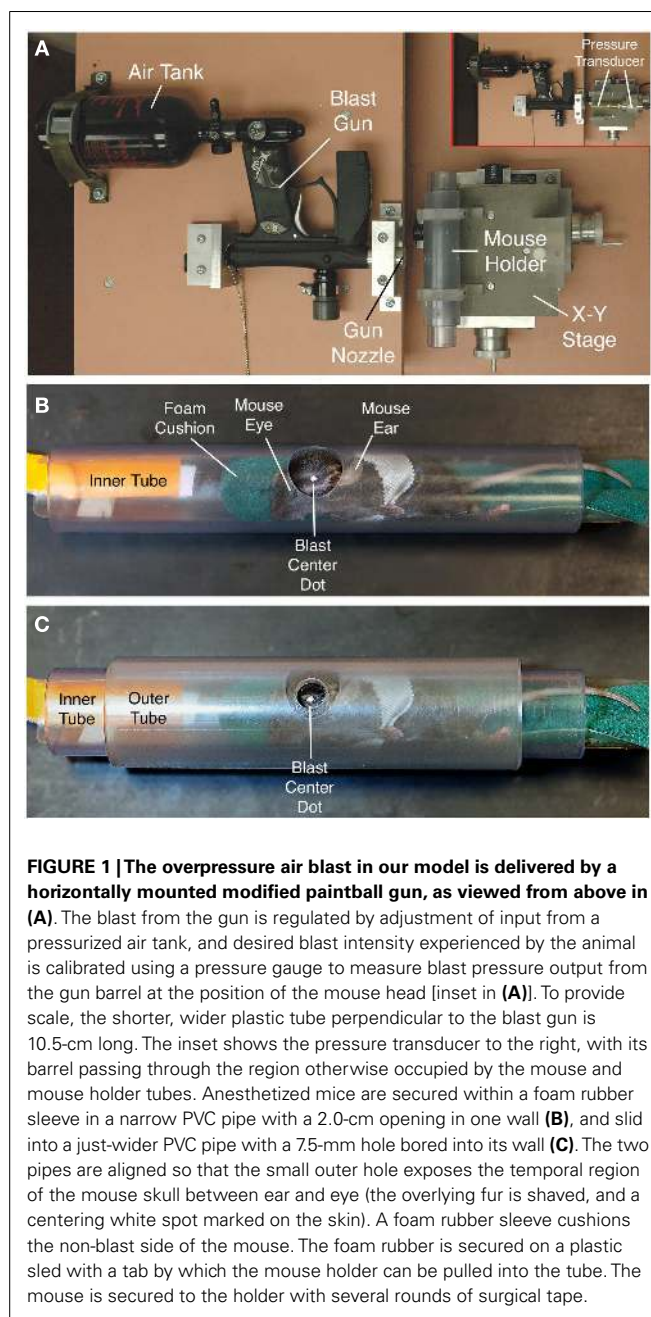 A
Air Tank
Blast
Gun
Pressure
Transducer
Mouse
Holder
Gun
Nozzle
X-Y
Stage
B
Foam
Cushion
Mouse
Eye
Mouse
Ear
Inner Tube
Blast
Center
Dot
C
Inner
Tube
Outer
Tube
Blast
Center
Dot
FIGURE 1 | The overpressure air blast in our model is delivered by a
horizontally mounted modified paintball gun, as viewed from above in
(A). The blast from the gun is regulated by adjustment of input from a
pressurized air tank, and desired blast intensity experienced by the animal
is calibrated using a pressure gauge to measure blast pressure output from
the gun barrel at the position of the mouse head [inset in (A)]. To provide
scale, the shorter, wider plastic tube perpendicular to the blast gun is
10.5-cm long. The inset shows the pressure transducer to the right, with its
barrel passing through the region otherwise occupied by the mouse and
mouse holder tubes. Anesthetized mice are secured within a foam rubber
sleeve in a narrow PVC pipe with a 2.0-cm opening in one wall (B), and slid
into a just-wider PVC pipe with a 7.5-mm hole bored into its wall (C). The two
pipes are aligned so that the small outer hole exposes the temporal region
of the mouse skull between ear and eye (the overlying fur is shaved, and a
centering white spot marked on the skin). A foam rubber sleeve cushions
the non-blast side of the mouse. The foam rubber is secured on a plastic
sled with a tab by which the mouse holder can be pulled into the tube. The
mouse is secured to the holder with several rounds of surgical tape.